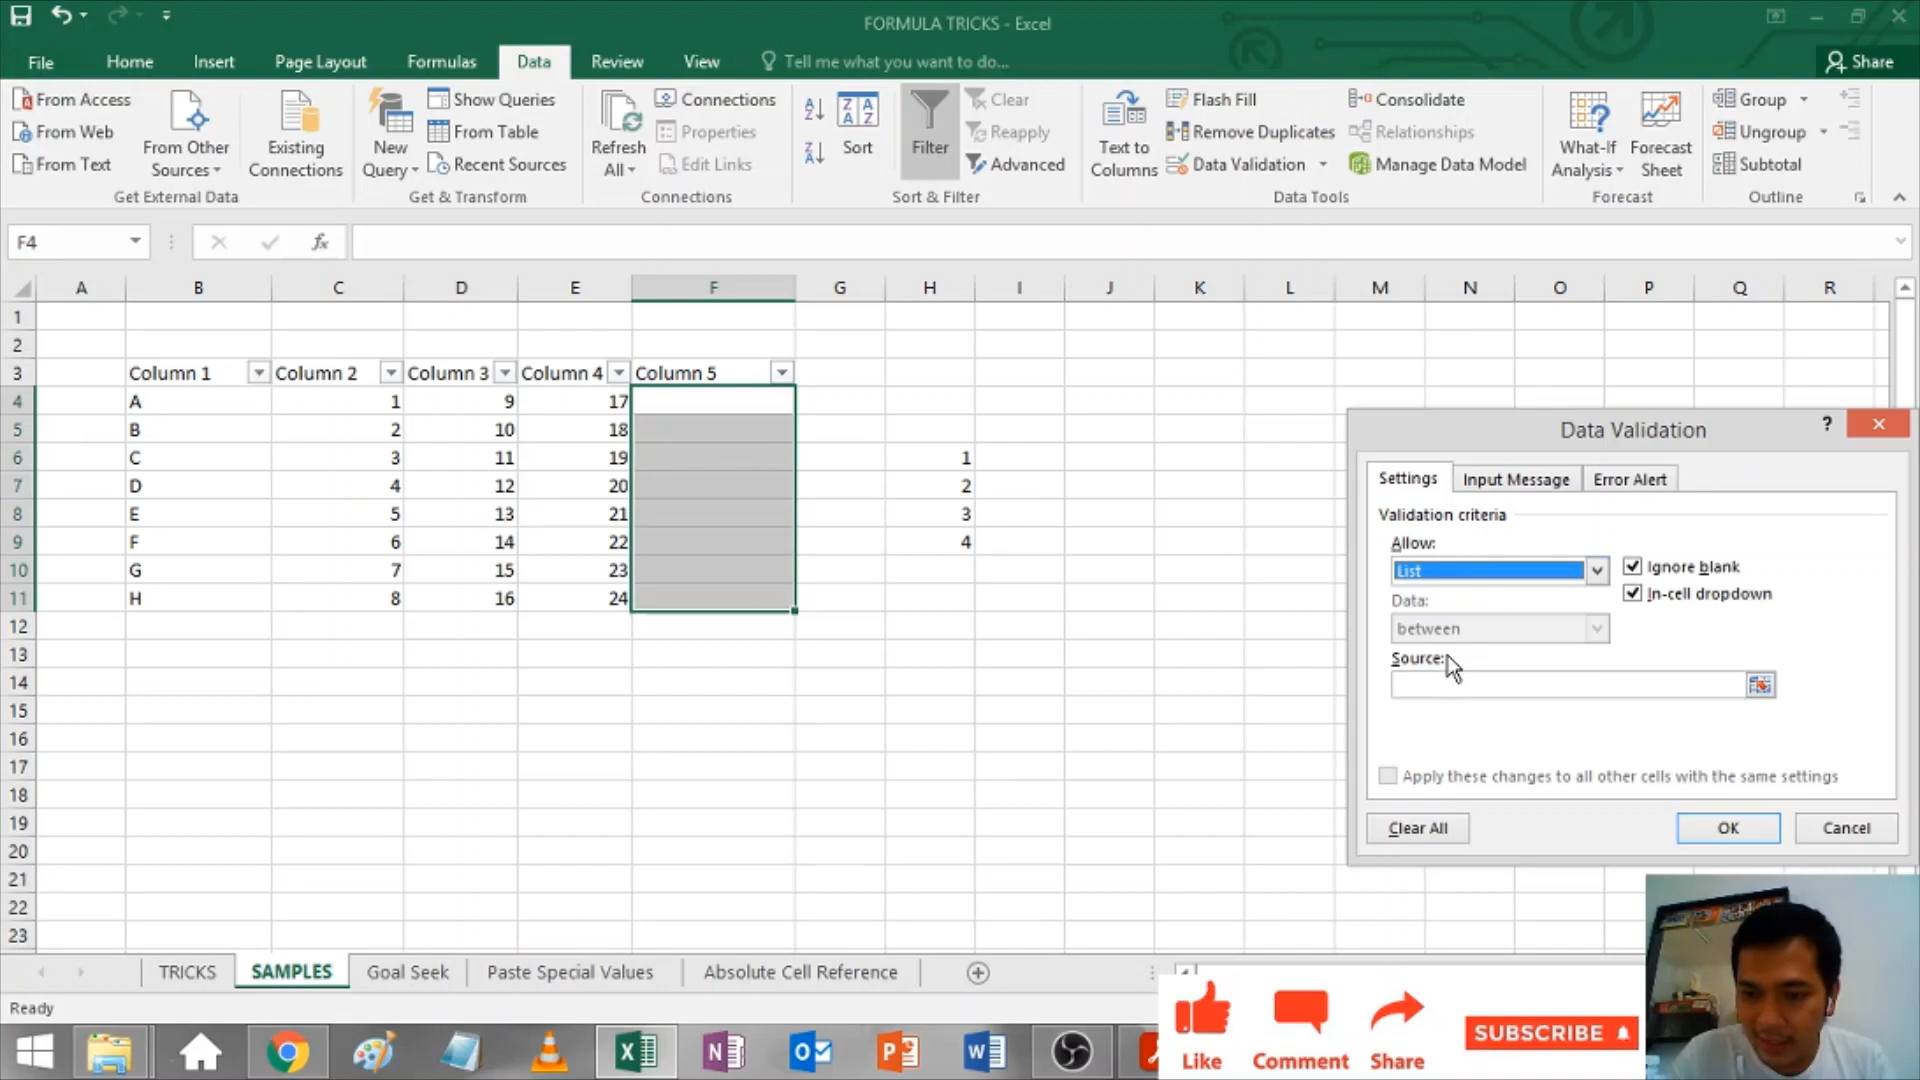 FORMULA TRICKS - Excel
File Home Insert Page Layout Formulas Data Review View Tell me what you want to do... Share
From Access
From Web
From Text
From Other Sources
Existing Connections
Get External Data
New Query
Show Queries
From Table
Recent Sources
Get & Transform
Refresh All
Connections
Properties
Edit Links
Connections
Sort
Filter
Clear
Reapply
Advanced
Sort & Filter
Text to Columns
Flash Fill
Remove Duplicates
Data Validation
Consolidate
Relationships
Manage Data Model
Data Tools
What-If Analysis
Forecast Sheet
Forecast
Group
Ungroup
Subtotal
Outline
F4 fx
A B C D E F G H I J K L M N O P Q R
1
2
3 Column 1 Column 2 Column 3 Column 4 Column 5
4 A 1 9 17
5 B 2 10 18
6 C 3 11 19 1
7 D 4 12 20 2
8 E 5 13 21 3
9 F 6 14 22 4
10 G 7 15 23
11 H 8 16 24
12
13
14
15
16
17
18
19
20
21
22
23
Data Validation
?
Settings Input Message Error Alert
Validation criteria
Allow:
List
Ignore blank
In-cell dropdown
Data:
between
Source:
Apply these changes to all other cells with the same settings
Clear All OK Cancel
TRICKS SAMPLES Goal Seek Paste Special Values Absolute Cell Reference
Ready
Like Comment Share
SUBSCRIBE